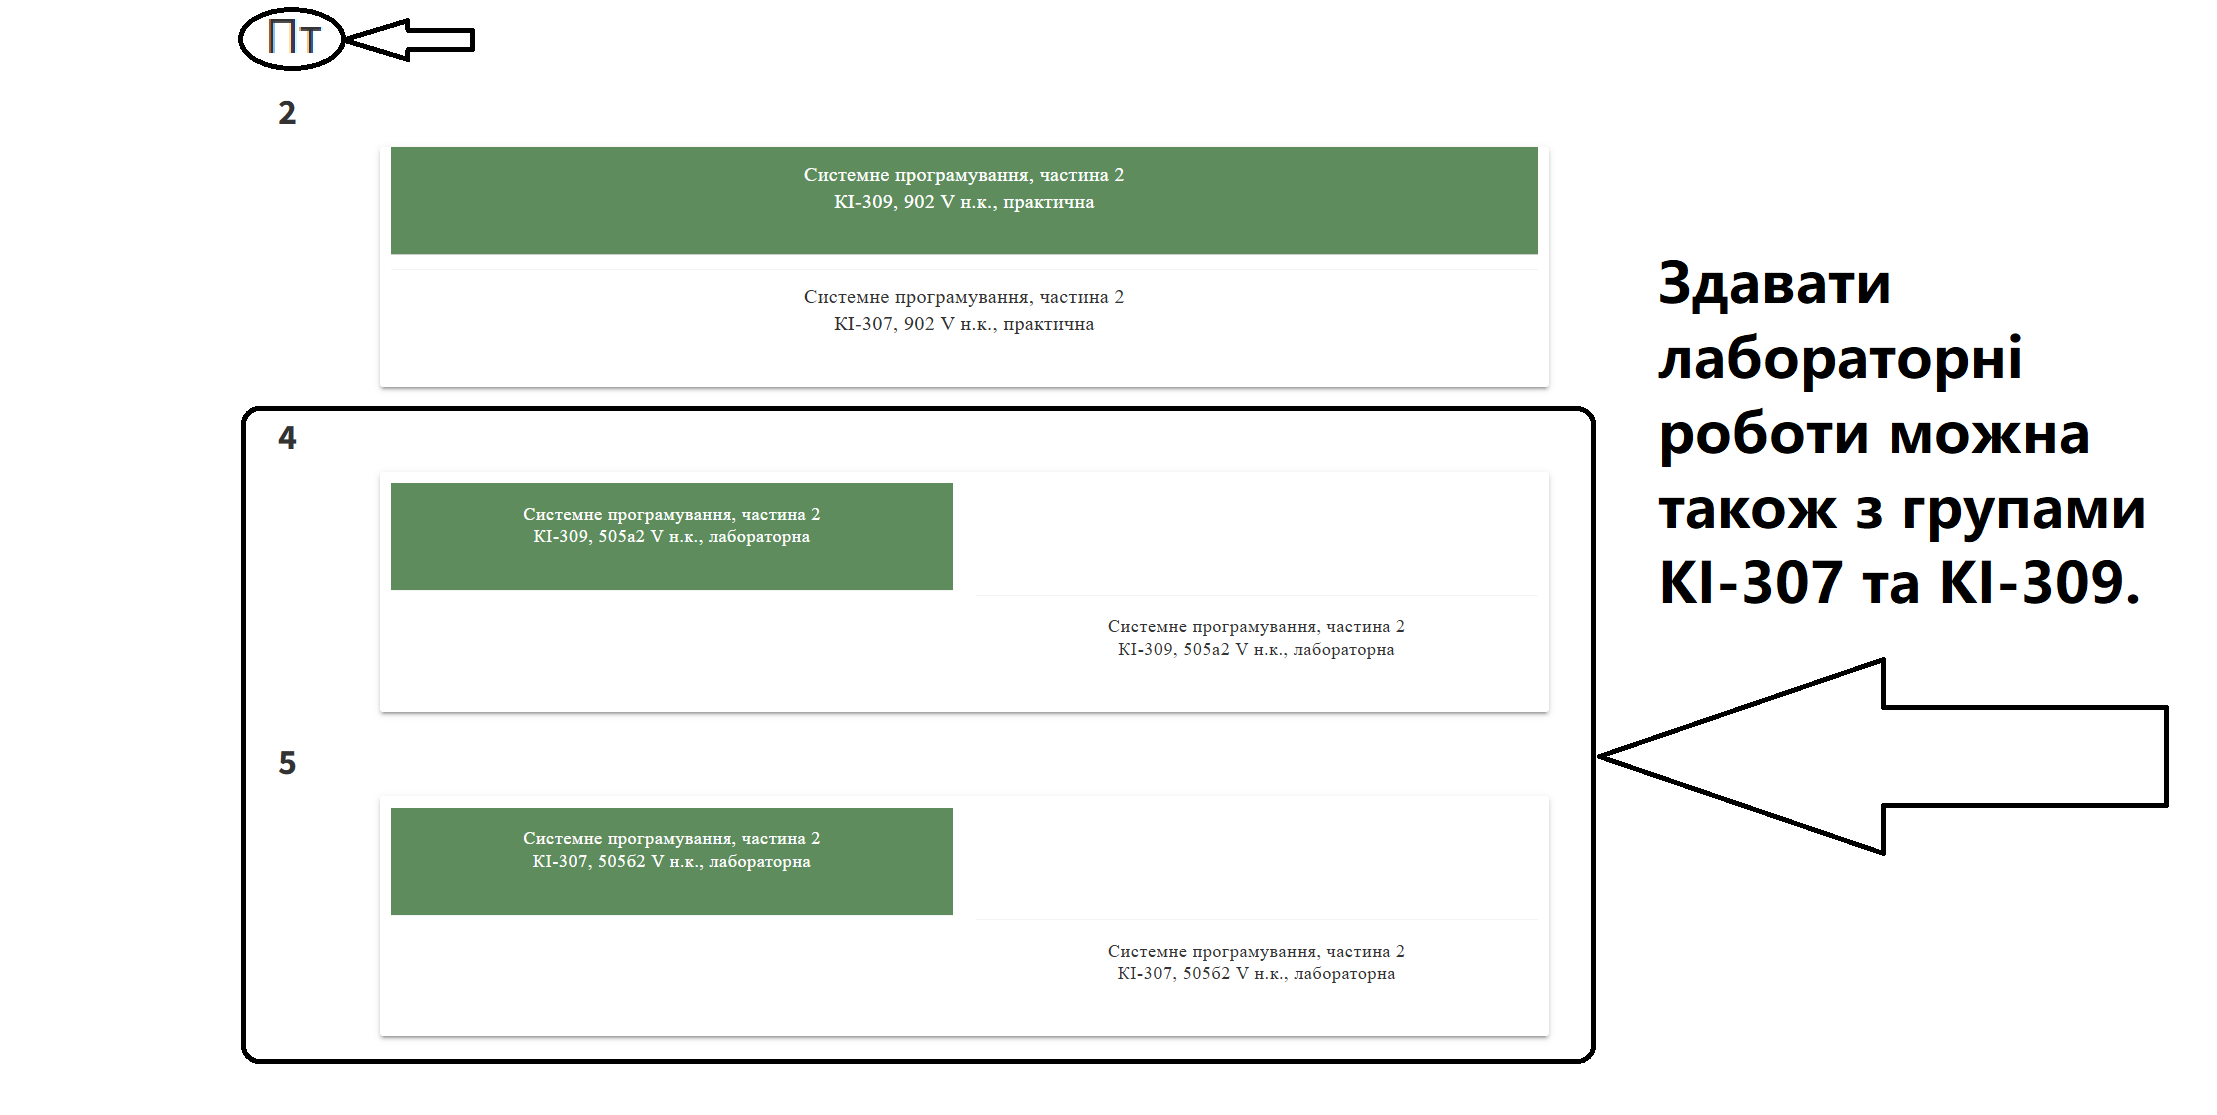 Пт
2
Системне програмування, частина 2
КІ-309, 902 V н.к., практична
Системне програмування, частина 2
КІ-307, 902 V н.к., практична
4
Системне програмування, частина 2
КІ-309, 505а2 V н.к., лабораторна
Системне програмування, частина 2
КІ-309, 505а2 V н.к., лабораторна
5
Системне програмування, частина 2
КІ-307, 505б2 V н.к., лабораторна
Системне програмування, частина 2
КІ-307, 505б2 V н.к., лабораторна
Здавати
лабораторні
роботи можна
також з групами
КІ-307 та КІ-309.